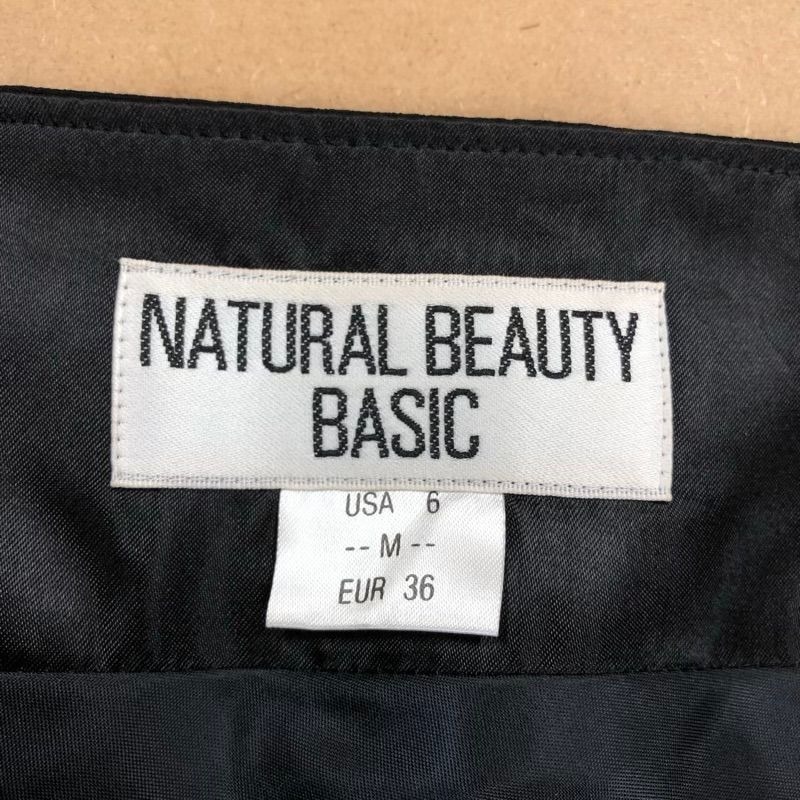 NATURAL BEAUTY
BASIC
USA 6
-- M --
EUR 36